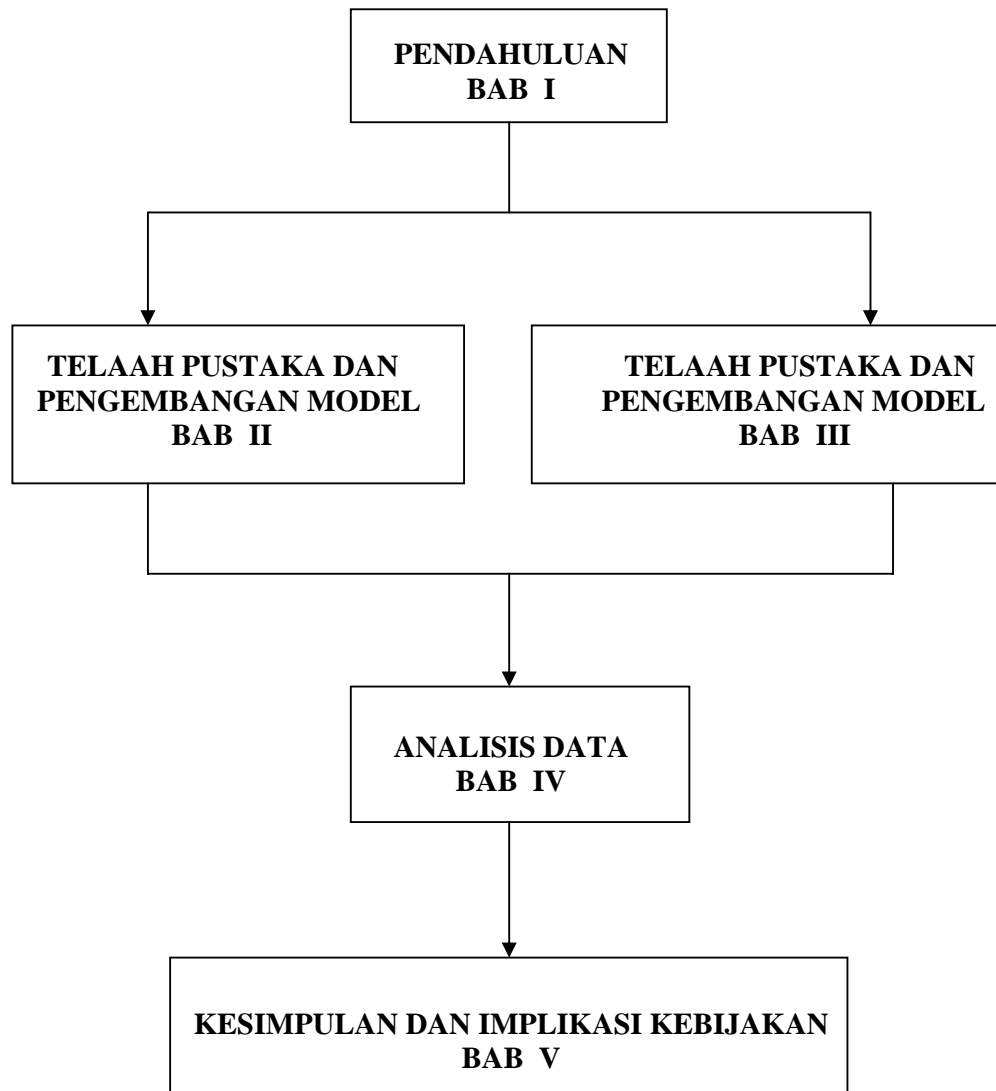 PENDAHULUAN
BAB I
TELAAH PUSTAKA DAN
PENGEMBANGAN MODEL
BAB II
TELAAH PUSTAKA DAN
PENGEMBANGAN MODEL
BAB III
ANALISIS DATA
BAB IV
KESIMPULAN DAN IMPLIKASI KEBIJAKAN
BAB V